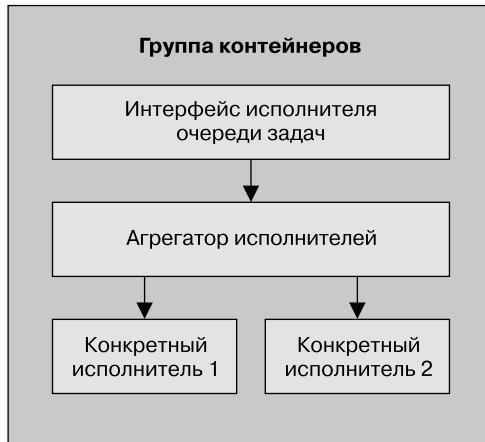 Группа контейнеров
Интерфейс исполнителя
очереди задач
Агрегатор исполнителей
Конкретный
исполнитель 1
Конкретный
исполнитель 2